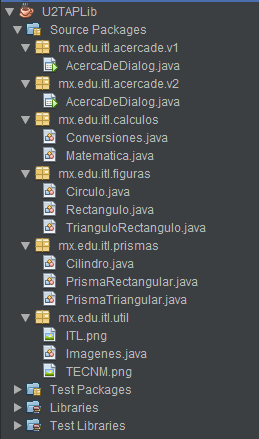 U2TAPLib
Source Packages
mx.edu.itl.acercade.v1
AcercaDeDialog.java
mx.edu.itl.acercade.v2
AcercaDeDialog.java
mx.edu.itl.calculos
Conversiones.java
Matematica.java
mx.edu.itl.figuras
Circulo.java
Rectangulo.java
TrianguloRectangulo.java
mx.edu.itl.prismas
Cilindro.java
PrismaRectangular.java
PrismaTriangular.java
mx.edu.itl.util
ITL.png
Imagenes.java
TECNM.png
Test Packages
Libraries
Test Libraries